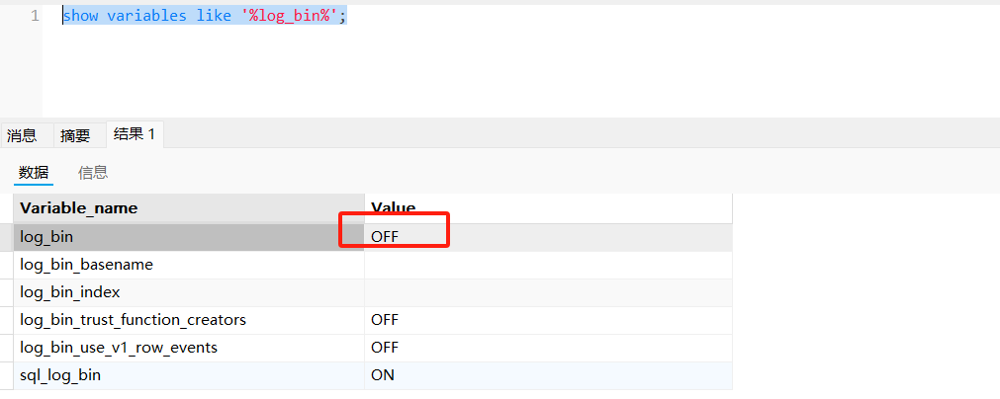 1 show variables like '%log_bin%';
消息 摘要 结果 1
数据 信息
Variable_name Value
log_bin OFF
log_bin_basename
log_bin_index
log_bin_trust_function_creators OFF
log_bin_use_v1_row_events OFF
sql_log_bin ON